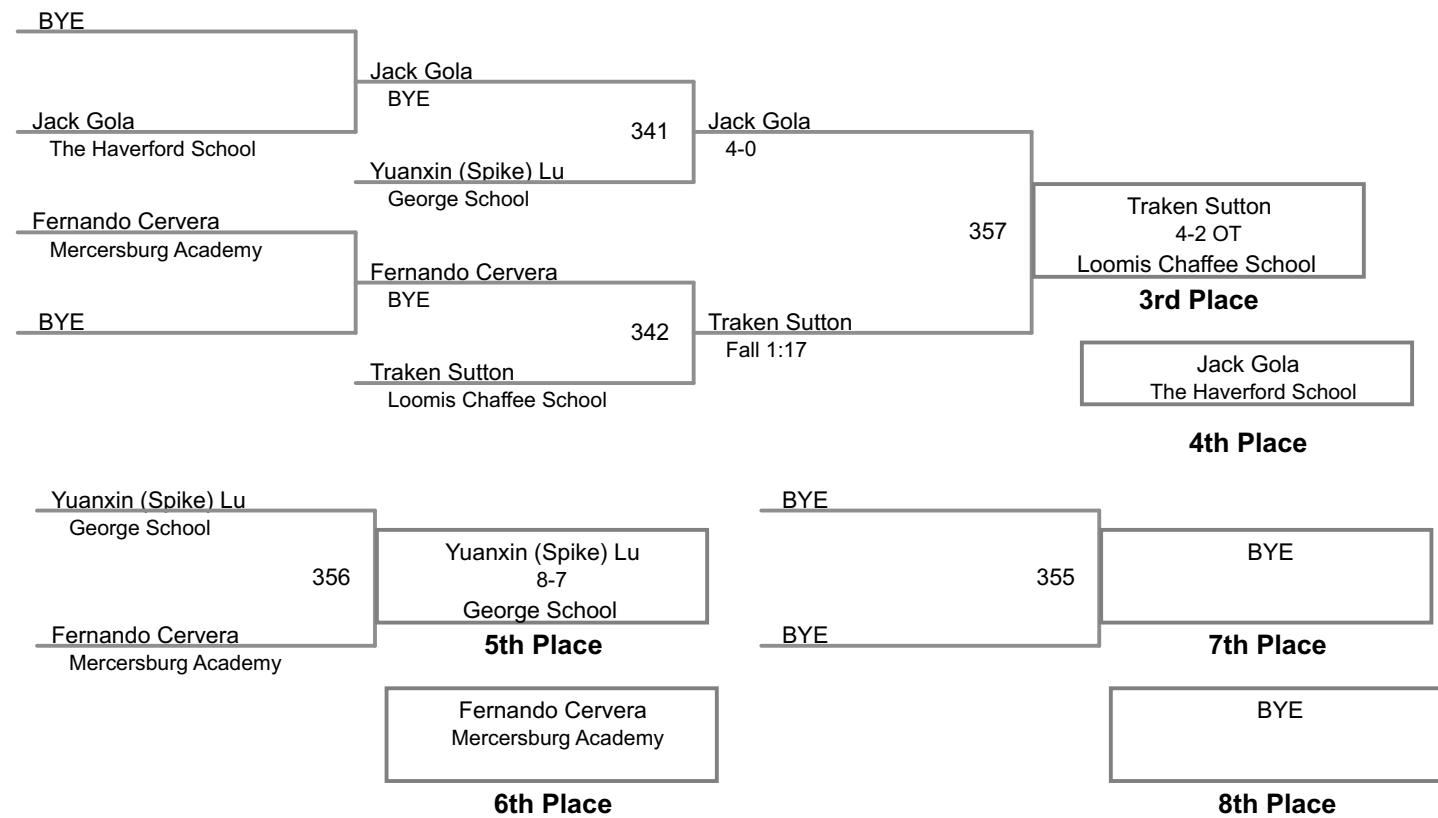 BYE
Jack Gola
BYE
Jack Gola
The Haverford School
341
Jack Gola
4-0
Yuanxin (Spike) Lu
George School
Fernando Cervera
Mercersburg Academy
357
Traken Sutton
4-2 OT
Loomis Chaffee School
3rd Place
Fernando Cervera
BYE
BYE
342
Traken Sutton
Fall 1:17
Traken Sutton
Loomis Chaffee School
Jack Gola
The Haverford School
4th Place
Yuanxin (Spike) Lu
George School
356
Yuanxin (Spike) Lu
8-7
George School
5th Place
Fernando Cervera
Mercersburg Academy
Fernando Cervera
Mercersburg Academy
6th Place
BYE
355
BYE
7th Place
BYE
BYE
8th Place